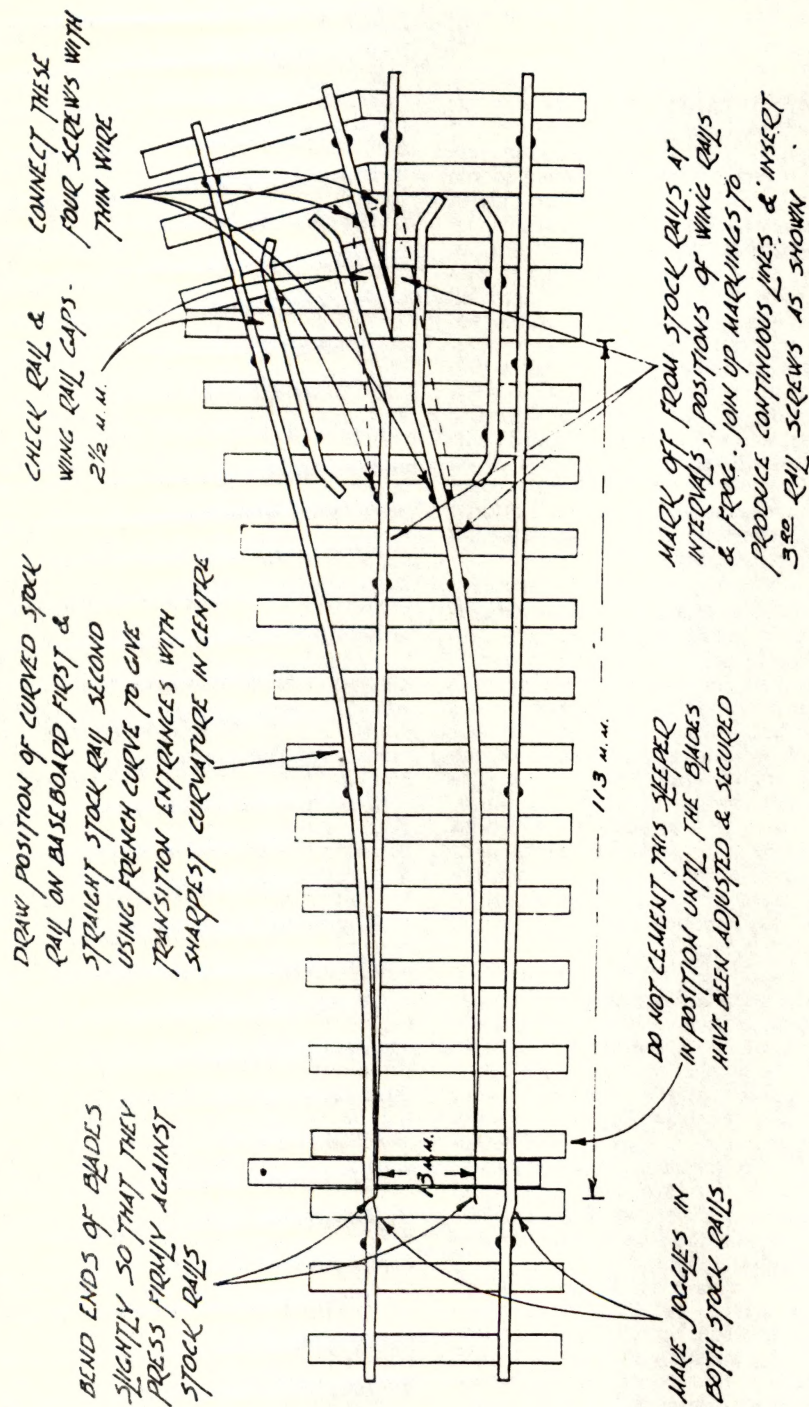 BEND ENDS OF BLADES
SLIGHTLY SO THAT THEY
PRESS FIRMLY AGAINST
STOCK RAILS
DRAW POSITION OF CURVED STOCK
RAIL ON BASEBOARD FIRST &
STRAIGHT STOCK RAIL SECOND
USING FRENCH CURVE TO GIVE
TRANSITION ENTRANCES WITH
SHARPEST CURVATURE IN CENTRE
CHECK RAIL &
WING RAIL GAPS -
2½ M.M.
CONNECT THESE
FOUR SCREWS WITH
THIN WIRE
13 M.M.
113 M.M.
MAKE JOGGLES IN
BOTH STOCK RAILS
DO NOT CEMENT THIS SLEEPER
IN POSITION UNTIL THE BLADES
HAVE BEEN ADJUSTED & SECURED
MARK OFF FROM STOCK RAILS AT
INTERVALS, POSITIONS OF WING RAILS
& FROG. JOIN UP MARKINGS TO
PRODUCE CONTINUOUS LINES & INSERT
3RD RAIL SCREWS AS SHOWN.